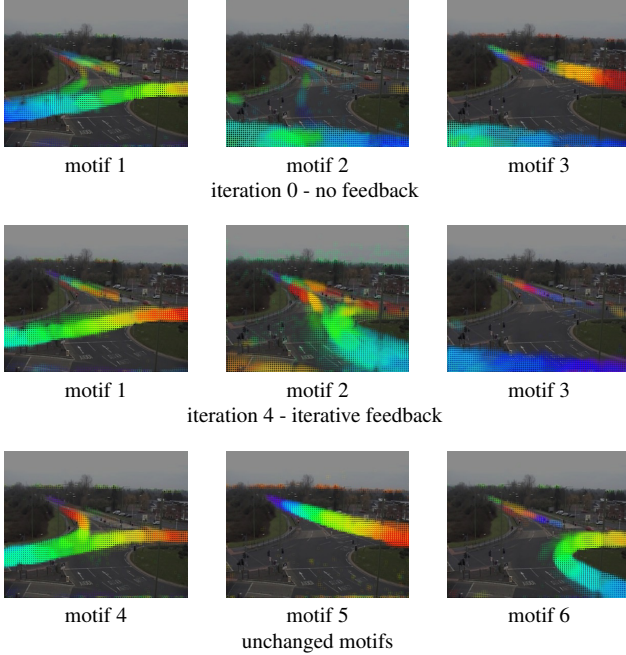 motif 1 motif 2 motif 3
iteration 0 - no feedback
motif 1 motif 2 motif 3
iteration 4 - iterative feedback
motif 4 motif 5 motif 6
unchanged motifs